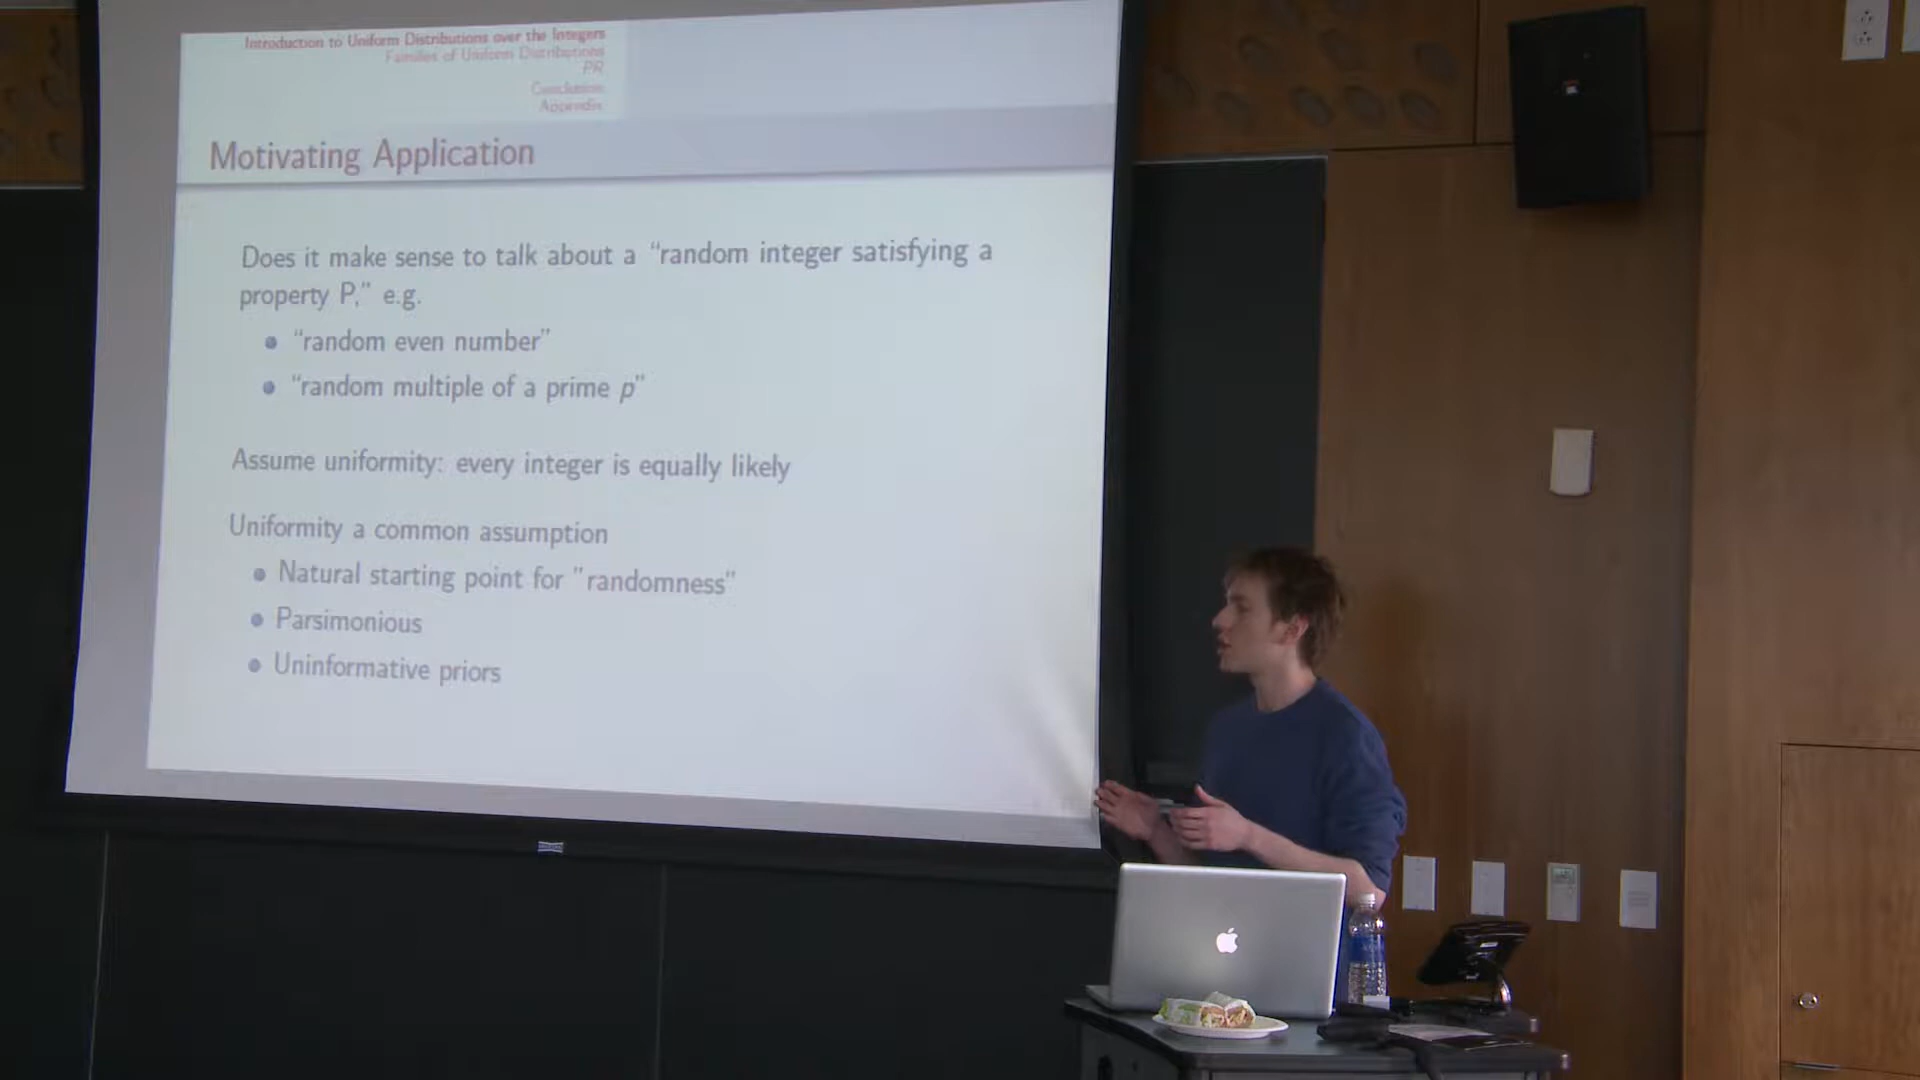 Introduction to Uniform Distributions over the Integers
Families of Uniform Distributions
PR
Conclusion
Appendix
Motivating Application
Does it make sense to talk about a “random integer satisfying a
property P,” e.g.
“random even number”
“random multiple of a prime p”
Assume uniformity: every integer is equally likely
Uniformity a common assumption
Natural starting point for "randomness"
Parsimonious
Uninformative priors